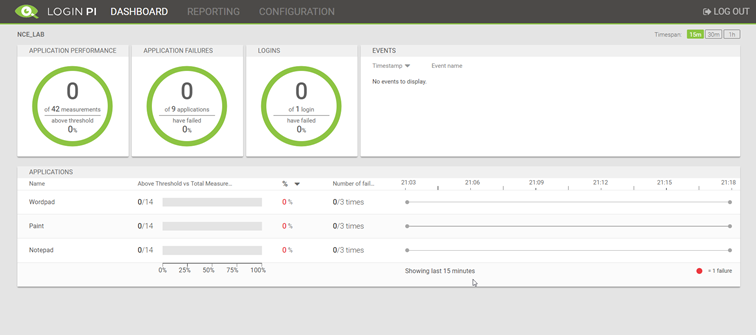 LOGIN PI DASHBOARD REPORTING CONFIGURATION LOG OUT
NCE_LAB Timespan 15m 30m 1h
APPLICATION PERFORMANCE APPLICATION FAILURES LOGINS EVENTS
Timestamp Event name
No events to display.
0 0 0
of 42 measurements of 9 applications of 1 login
above threshold have failed have failed
0% 0% 0%
APPLICATIONS
Name Above Threshold vs Total Measure... % Number of fail... 21:03 21:06 21:09 21:12 21:15 21:18
Wordpad 0/14 0 % 0/3 times
Paint 0/14 0 % 0/3 times
Notepad 0/14 0 % 0/3 times
0% 25% 50% 75% 100% Showing last 15 minutes = 1 failure